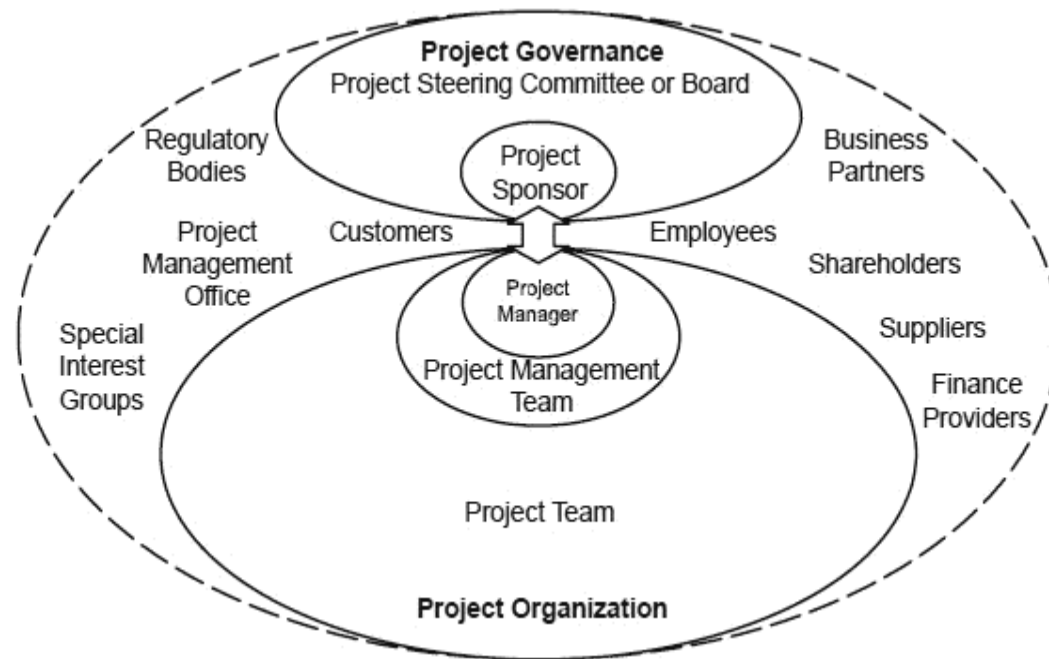 Project Governance
Project Steering Committee or Board
Regulatory
Bodies
Business
Partners
Project
Sponsor
Project
Management
Office
Customers
Employees
Shareholders
Project
Manager
Special
Interest
Groups
Suppliers
Project Management
Team
Finance
Providers
Project Team
Project Organization